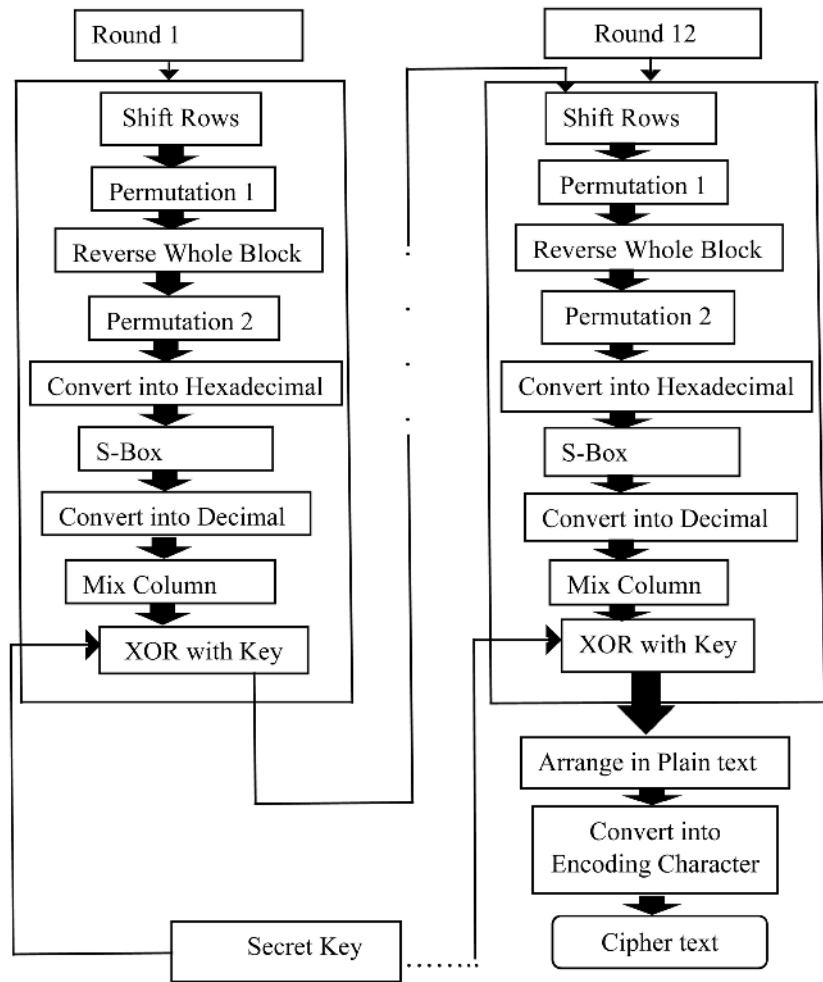 Round 1
Shift Rows
Permutation 1
Reverse Whole Block
Permutation 2
Convert into Hexadecimal
S-Box
Convert into Decimal
Mix Column
XOR with Key
Secret Key
Round 12
Shift Rows
Permutation 1
Reverse Whole Block
Permutation 2
Convert into Hexadecimal
S-Box
Convert into Decimal
Mix Column
XOR with Key
Arrange in Plain text
Convert into
Encoding Character
Cipher text